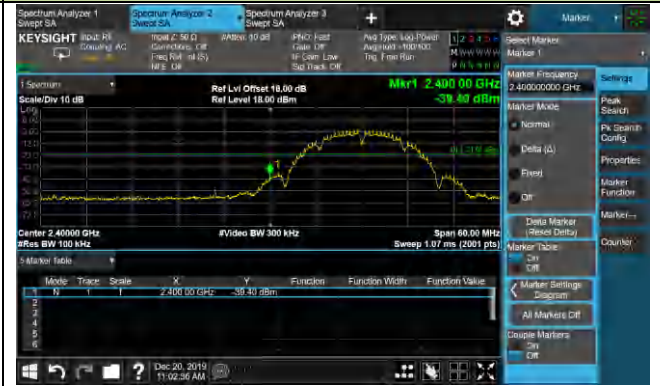 Spectrum Analyzer 1
Swept SA
Spectrum Analyzer 2
Swept SA
Spectrum Analyzer 3
Swept SA
+
Marker
KEYSIGHT
Input: RF
Coupling: AC
Input Z: 50 Ω
Corrections: Off
Freq Ref: Int (S)
NFE: Off
#Atten: 10 dB
PNO: Fast
Gate: Off
IF Gain: Low
Sig Track: Off
Avg Type: Log-Power
Avg|Hold: >100/100
Trig: Free Run
Select Marker
Marker 1
1 Spectrum
Scale/Div 10 dB
Log
Ref Lvl Offset 18.00 dB
Ref Level 18.00 dBm
Mkr1 2.400 00 GHz
-39.40 dBm
1
Center 2.40000 GHz
#Res BW 100 kHz
#Video BW 300 kHz
Span 60.00 MHz
Sweep 1.07 ms (2001 pts)
5 Marker Table
Mode Trace Scale X Y Function Function Width Function Value
1 N 1 f 2.400 00 GHz -39.40 dBm
2
3
4
5
6
Marker Frequency
2.400000000 GHz
Marker Mode
Normal
Delta (Δ)
Fixed
Off
Delta Marker
(Reset Delta)
Marker Table
On
Off
Marker Settings
Diagram
All Markers Off
Couple Markers
On
Off
Settings
Peak
Search
Pk Search
Config
Properties
Marker
Function
Marker→
Counter
?
Dec 20, 2019
11:02:36 AM